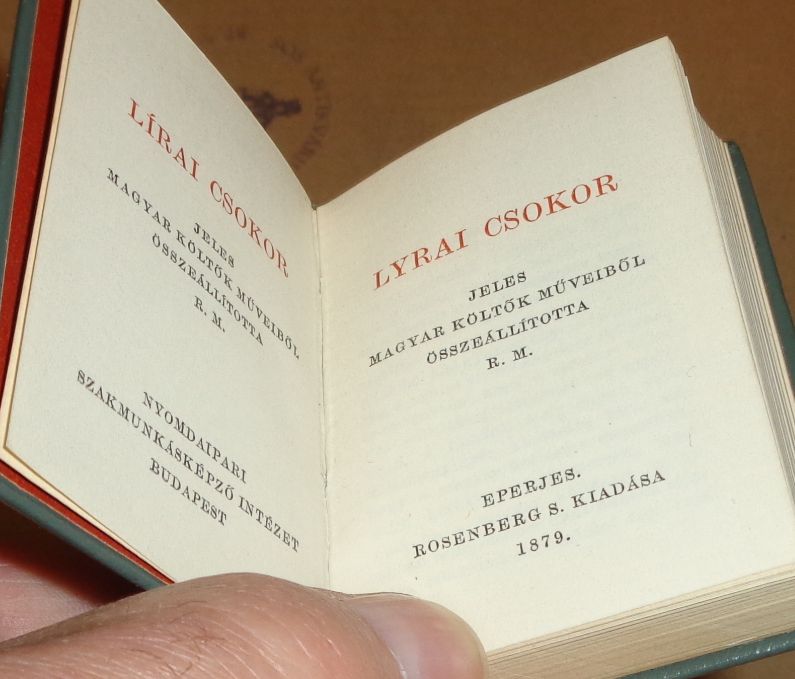 LÍRAI CSOKOR
JELES
MAGYAR KÖLTŐK MŰVEIBŐL
ÖSSZEÁLLÍTOTTA
R. M.
NYOMDAIPARI
SZAKMUNKÁSKÉPZŐ INTÉZET
BUDAPEST
LYRAI CSOKOR
JELES
MAGYAR KÖLTŐK MŰVEIBŐL
ÖSSZEÁLLÍTOTTA
R. M.
EPERJES.
ROSENBERG S. KIADÁSA
1879.